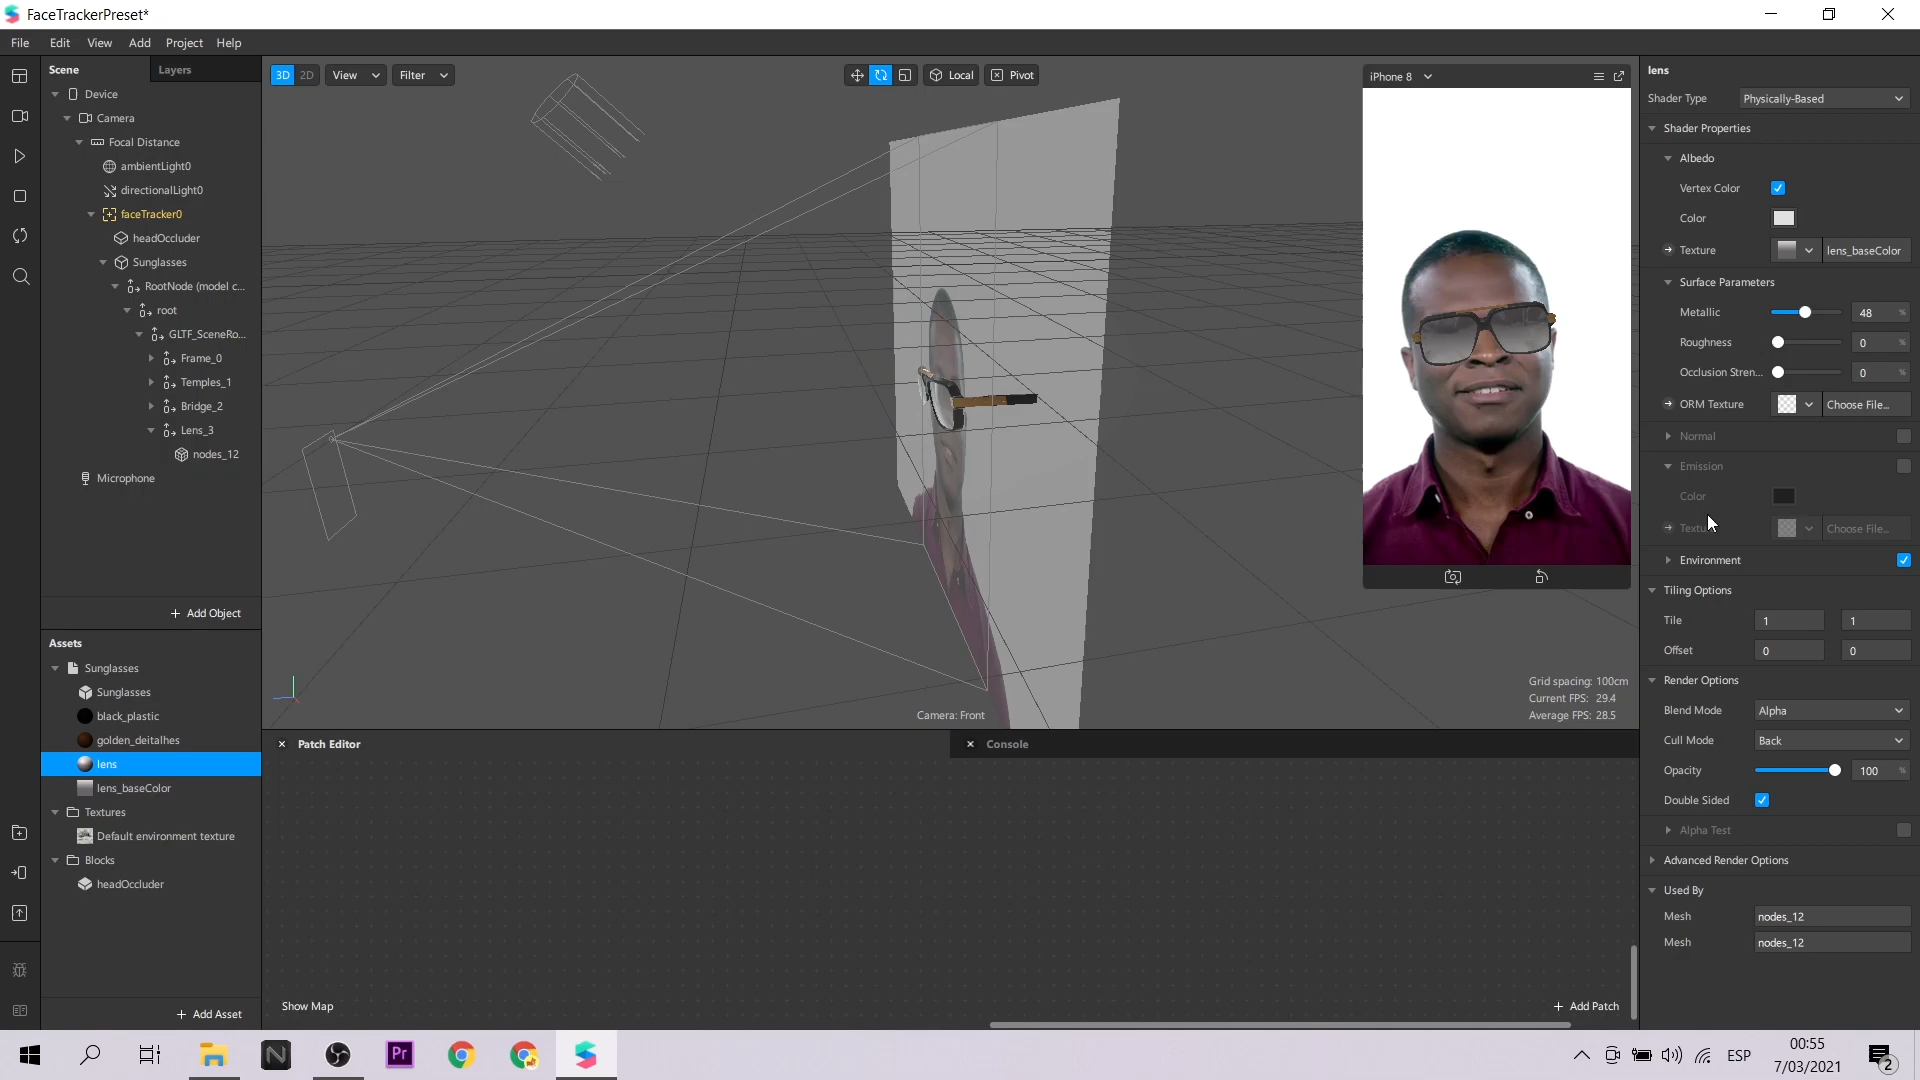 FaceTrackerPreset*
File Edit View Add Project Help
Scene Layers
Device
Camera
Focal Distance
ambientLight0
directionalLight0
faceTracker0
headOccluder
Sunglasses
RootNode (model c...
root
GLTF_SceneRo...
Frame_0
Temples_1
Bridge_2
Lens_3
nodes_12
Microphone
+ Add Object
Assets
Sunglasses
Sunglasses
black_plastic
golden_deitalhes
lens
lens_baseColor
Textures
Default environment texture
Blocks
headOccluder
+ Add Asset
3D 2D View Filter Local Pivot
iPhone 8
Grid spacing: 100cm
Current FPS: 29.4
Average FPS: 28.5
Camera: Front
Patch Editor
Console
Show Map
+ Add Patch
lens
Shader Type Physically-Based
Shader Properties
Albedo
Vertex Color
Color
Texture lens_baseColor
Surface Parameters
Metallic 48 %
Roughness 0 %
Occlusion Stren... 0 %
ORM Texture Choose File...
Normal
Emission
Color
Textu Choose File...
Environment
Tiling Options
Tile 1 1
Offset 0 0
Render Options
Blend Mode Alpha
Cull Mode Back
Opacity 100 %
Double Sided
Alpha Test
Advanced Render Options
Used By
Mesh nodes_12
Mesh nodes_12
N
Pr
ESP
00:55
7/03/2021
2